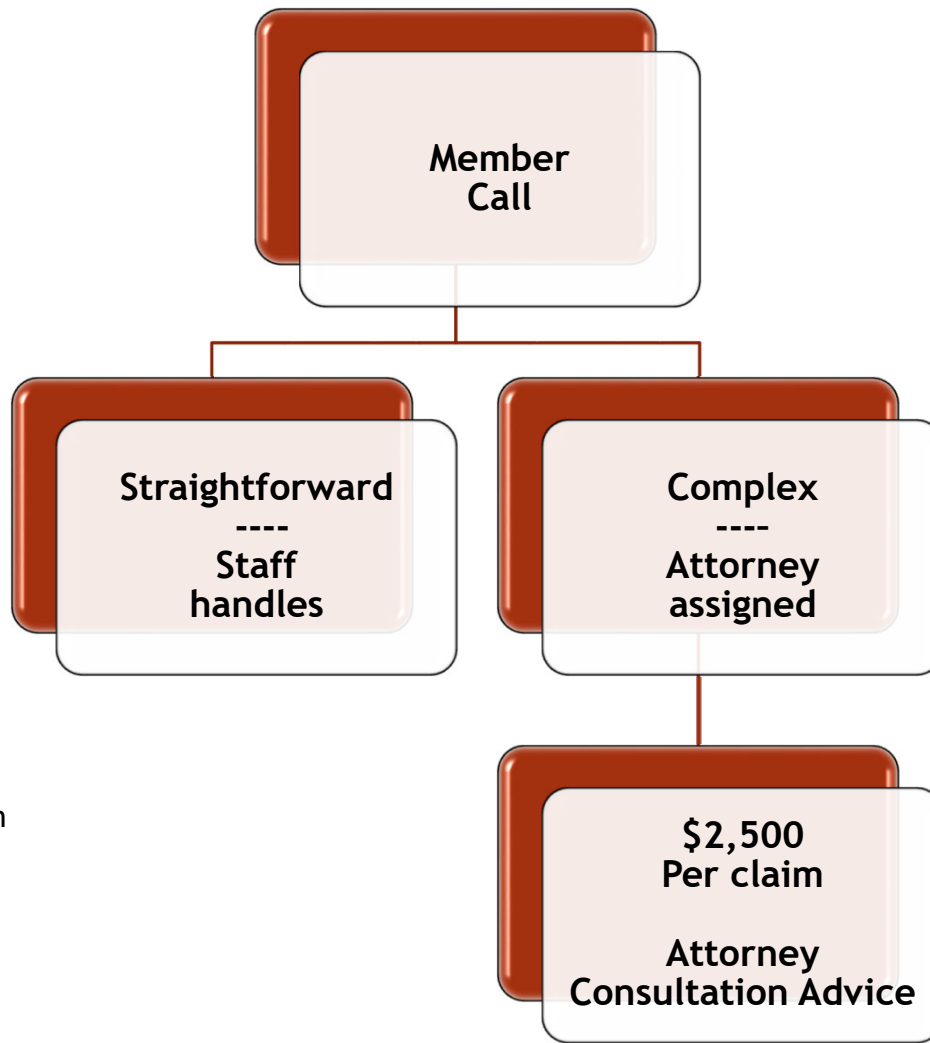 Member
Call
Straightforward
----
Staff
handles
Complex
----
Attorney
assigned
$2,500
Per claim
Attorney
Consultation Advice